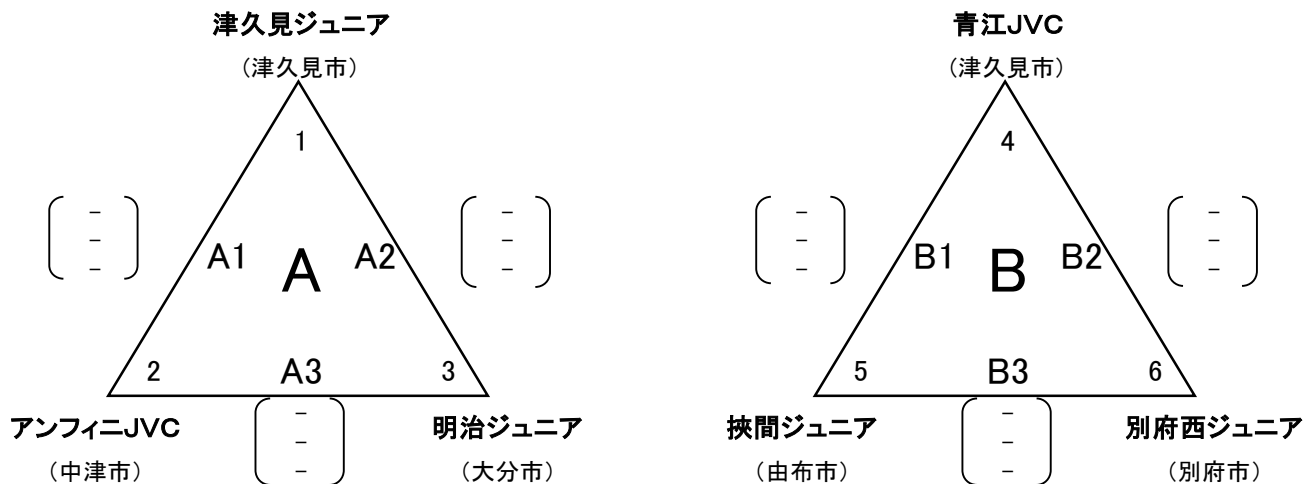 津久見ジュニア
（津久見市）
1
A1
A
A2
2
A3
3
アンフィニJVC
（中津市）
明治ジュニア
（大分市）
-
-
-
-
-
-
-
-
-
青江JVC
（津久見市）
4
B1
B
B2
5
B3
6
挾間ジュニア
（由布市）
別府西ジュニア
（別府市）
-
-
-
-
-
-
-
-
-